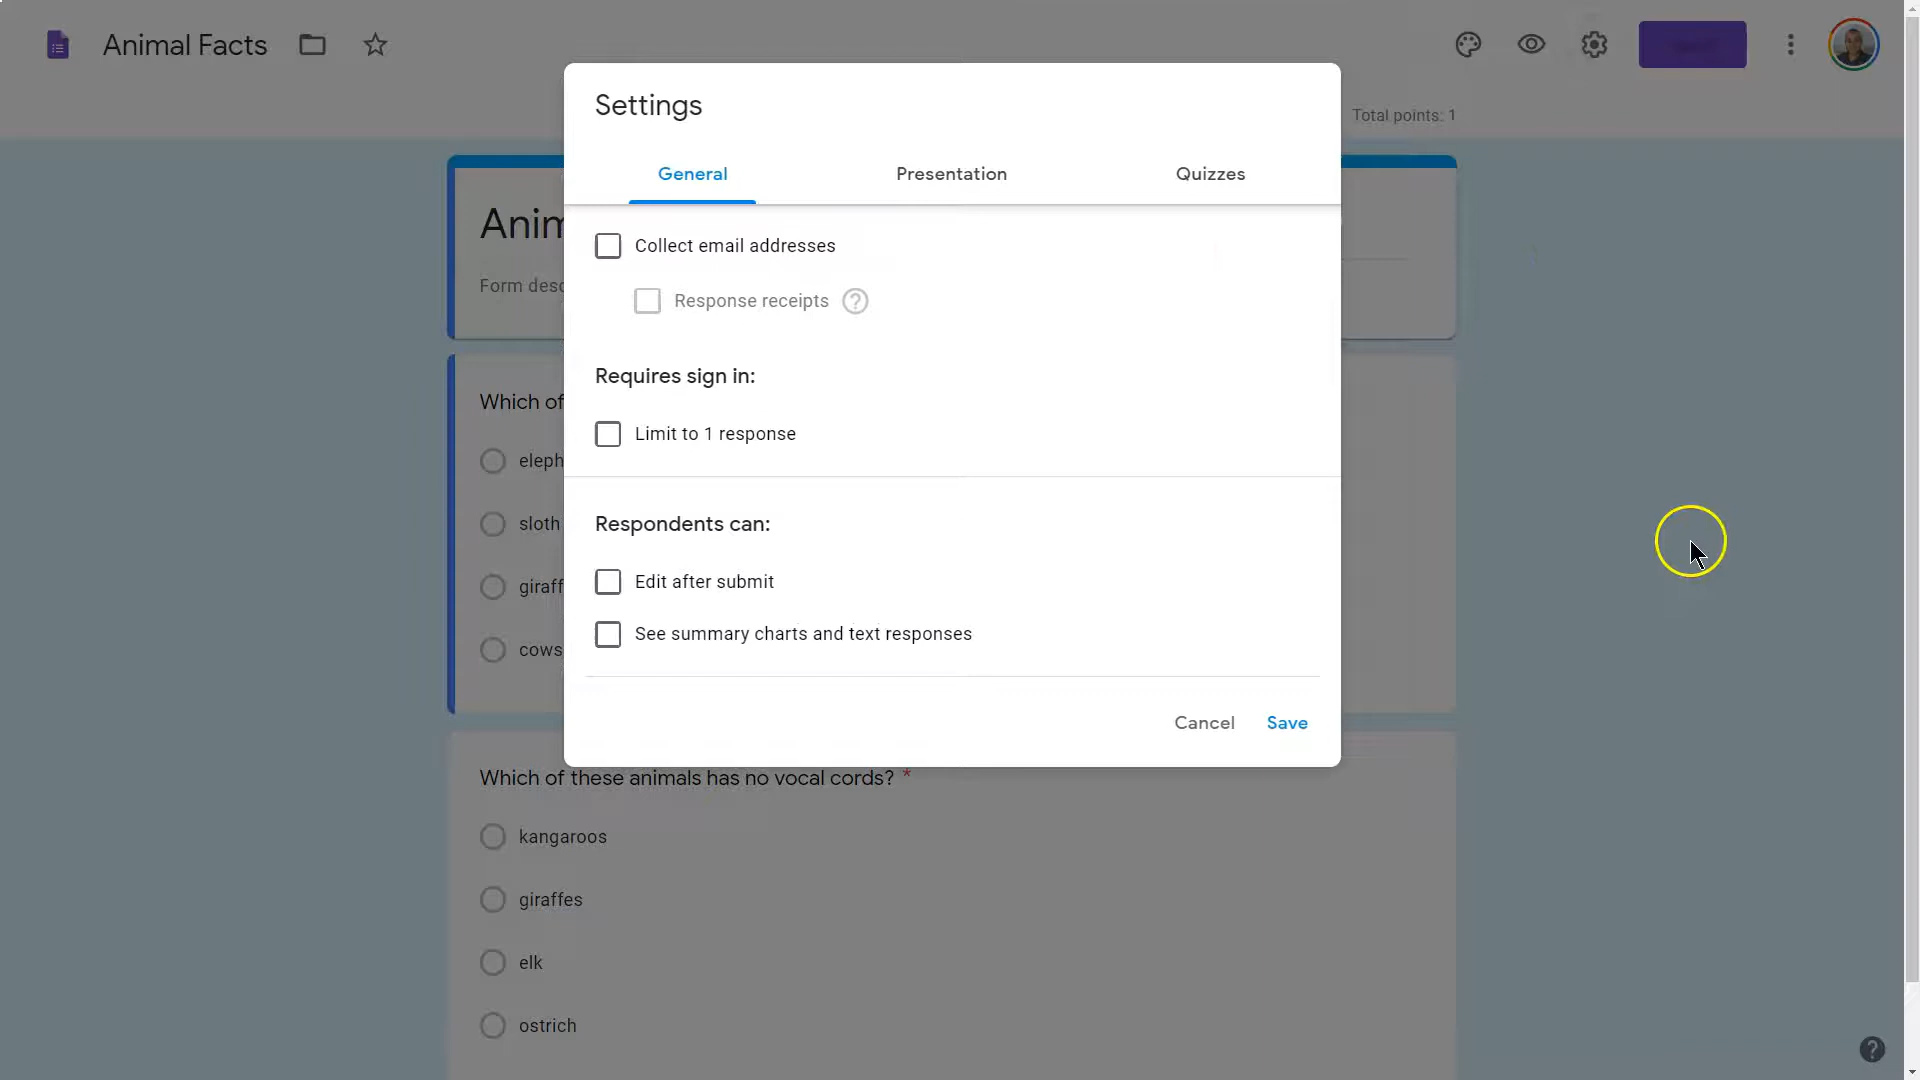 Animal Facts
Total points: 1
Settings
General
Presentation
Quizzes
Anim
Form desc
Collect email addresses
Response receipts
?
Requires sign in:
Which of
Limit to 1 response
eleph
Respondents can:
sloth
Edit after submit
giraff
See summary charts and text responses
cows
Cancel
Save
Which of these animals has no vocal cords? *
kangaroos
giraffes
elk
ostrich
?